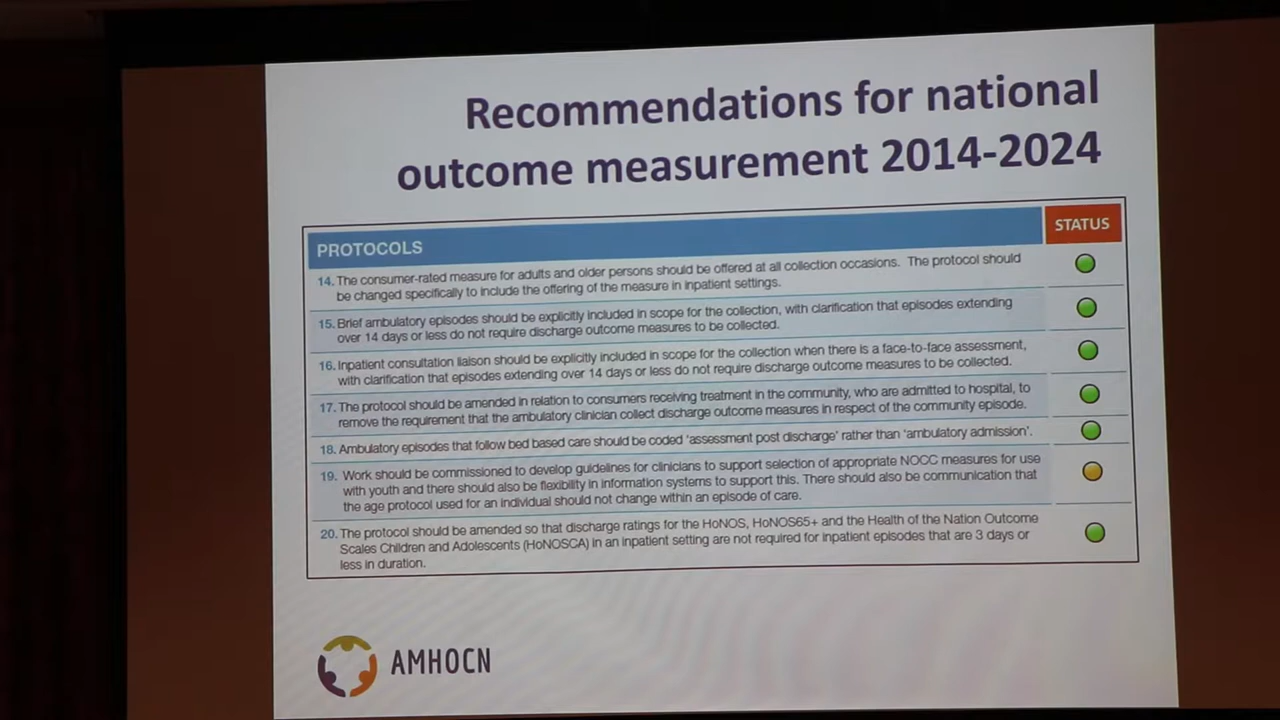 Recommendations for national
outcome measurement 2014-2024
PROTOCOLS
STATUS
14. The consumer-rated measure for adults and older persons should be offered at all collection occasions. The protocol should
be changed specifically to include the offering of the measure in inpatient settings.
15. Brief ambulatory episodes should be explicitly included in scope for the collection, with clarification that episodes extending
over 14 days or less do not require discharge outcome measures to be collected.
16. Inpatient consultation liaison should be explicitly included in scope for the collection when there is a face-to-face assessment,
with clarification that episodes extending over 14 days or less do not require discharge outcome measures to be collected.
17. The protocol should be amended in relation to consumers receiving treatment in the community, who are admitted to hospital, to
remove the requirement that the ambulatory clinician collect discharge outcome measures in respect of the community episode.
18. Ambulatory episodes that follow bed based care should be coded 'assessment post discharge' rather than 'ambulatory admission'.
19. Work should be commissioned to develop guidelines for clinicians to support selection of appropriate NOCC measures for use
with youth and there should also be flexibility in information systems to support this. There should also be communication that
the age protocol used for an individual should not change within an episode of care.
20. The protocol should be amended so that discharge ratings for the HoNOS, HoNOS65+ and the Health of the Nation Outcome
Scales Children and Adolescents (HoNOSCA) in an inpatient setting are not required for inpatient episodes that are 3 days or
less in duration.
AMHOCN